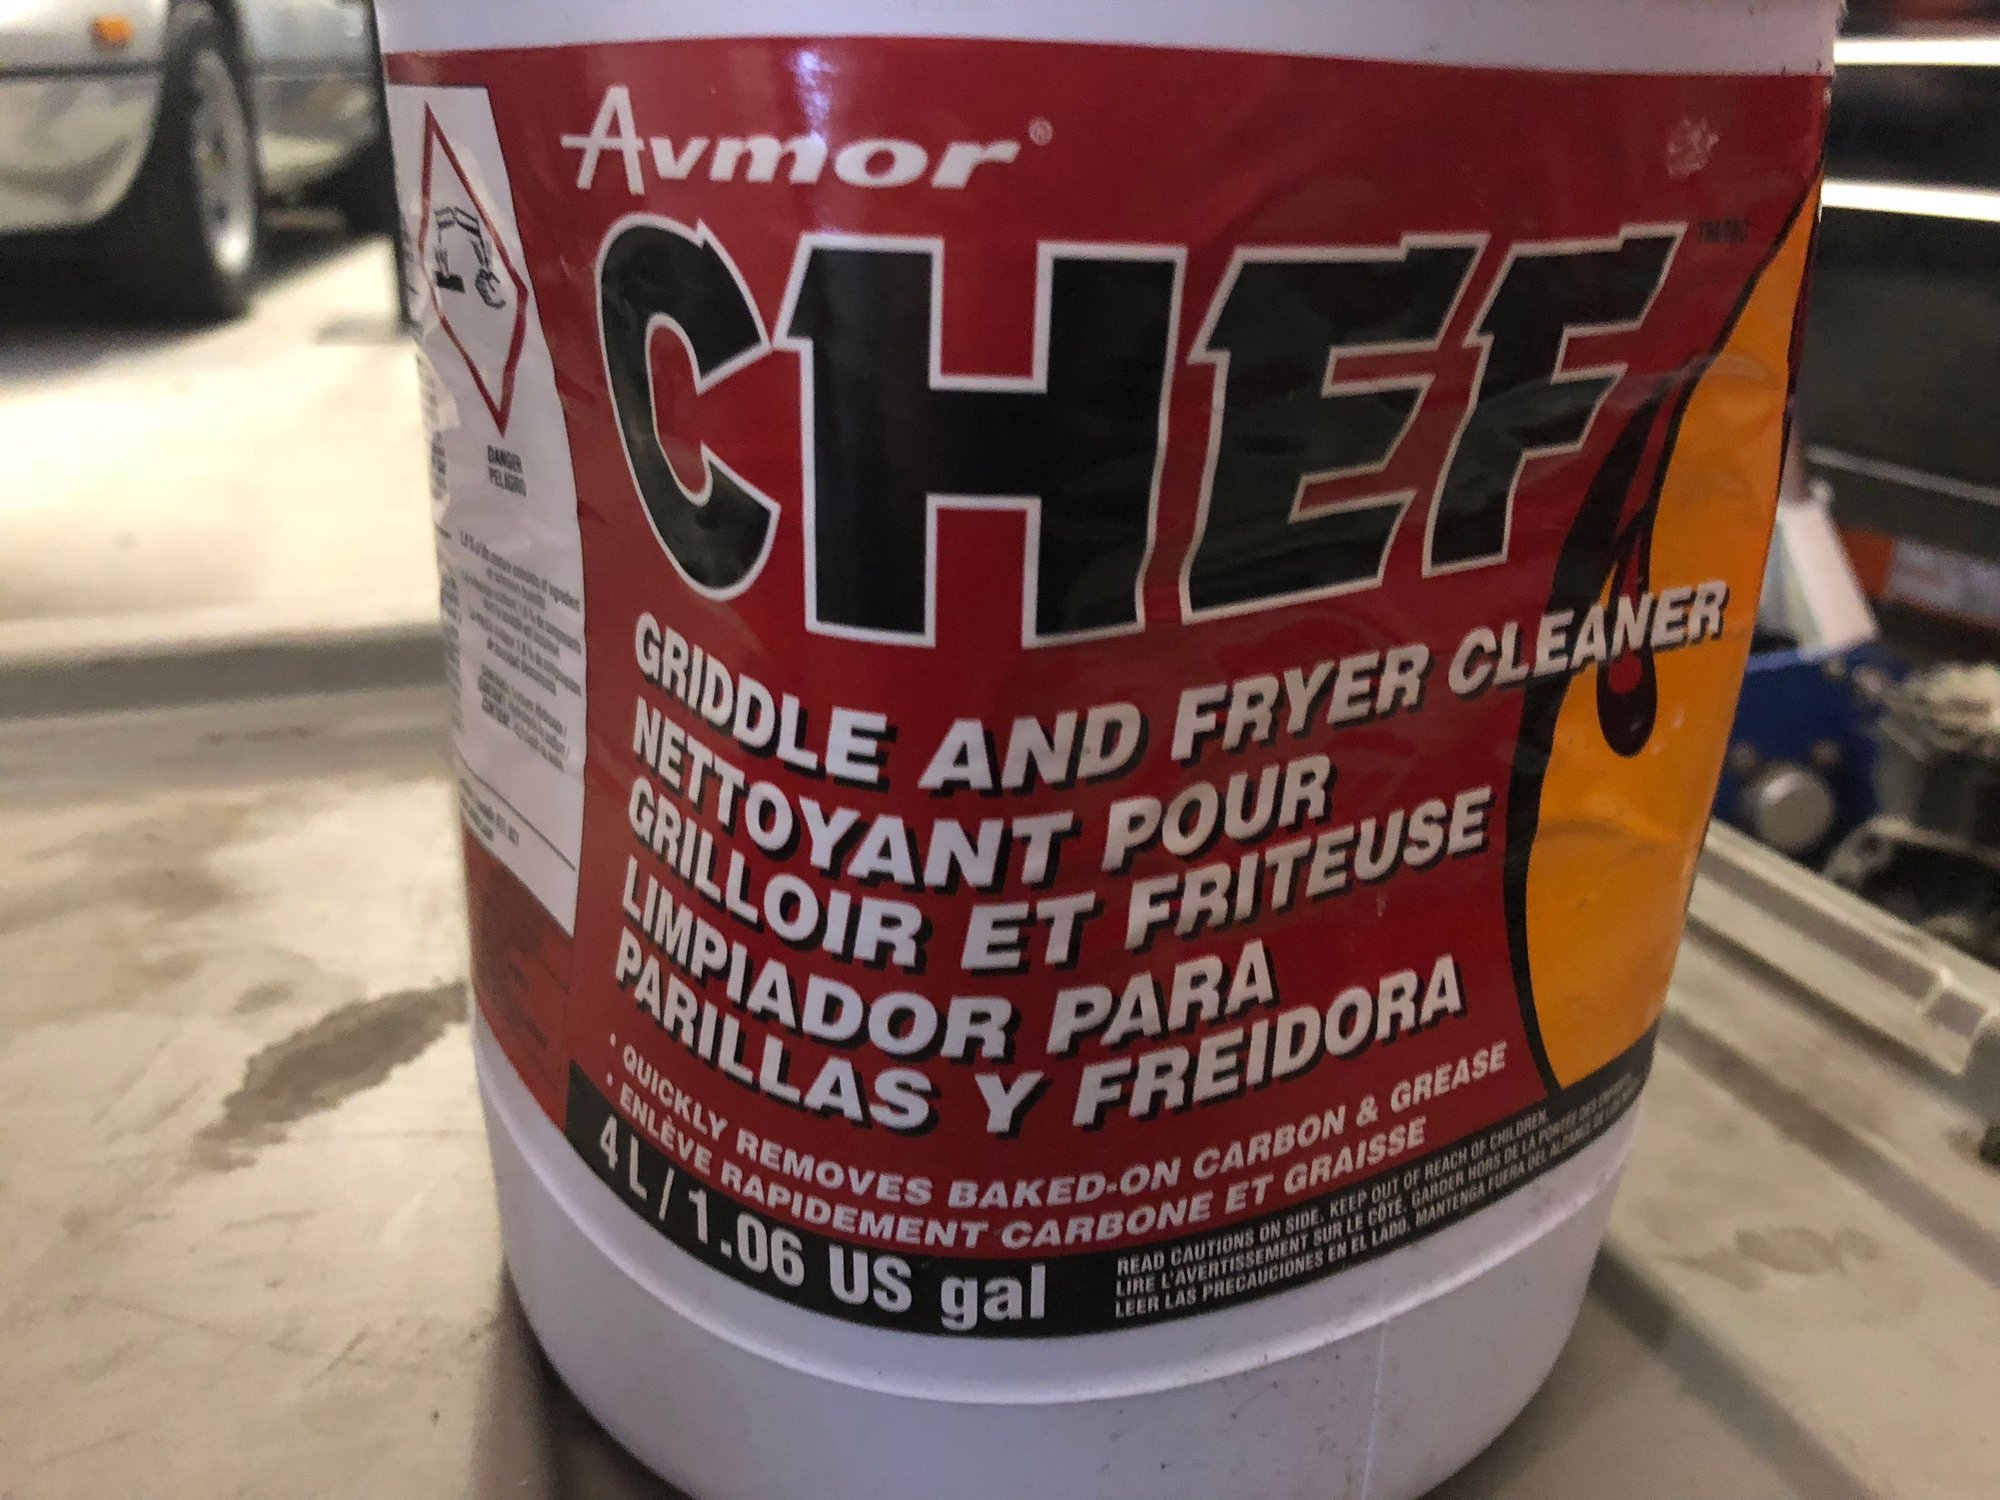 Avmor®
CHEF
GRIDDLE AND FRYER CLEANER
NETTOYANT POUR
GRILLOIR ET FRITEUSE
LIMPIADOR PARA
PARILLAS Y FREIDORA
· QUICKLY REMOVES BAKED-ON CARBON & GREASE
· ENLÈVE RAPIDEMENT CARBONE ET GRAISSE
4 L / 1.06 US gal
READ CAUTIONS ON SIDE. KEEP OUT OF REACH OF CHILDREN.
LIRE L'AVERTISSEMENT SUR LE CÔTÉ. GARDER HORS DE LA PORTÉE DES
LEER LAS PRECAUCIONES EN EL LADO. MANTENGA FUERA DEL ALCANCE DE
DANGER
PELIGRO